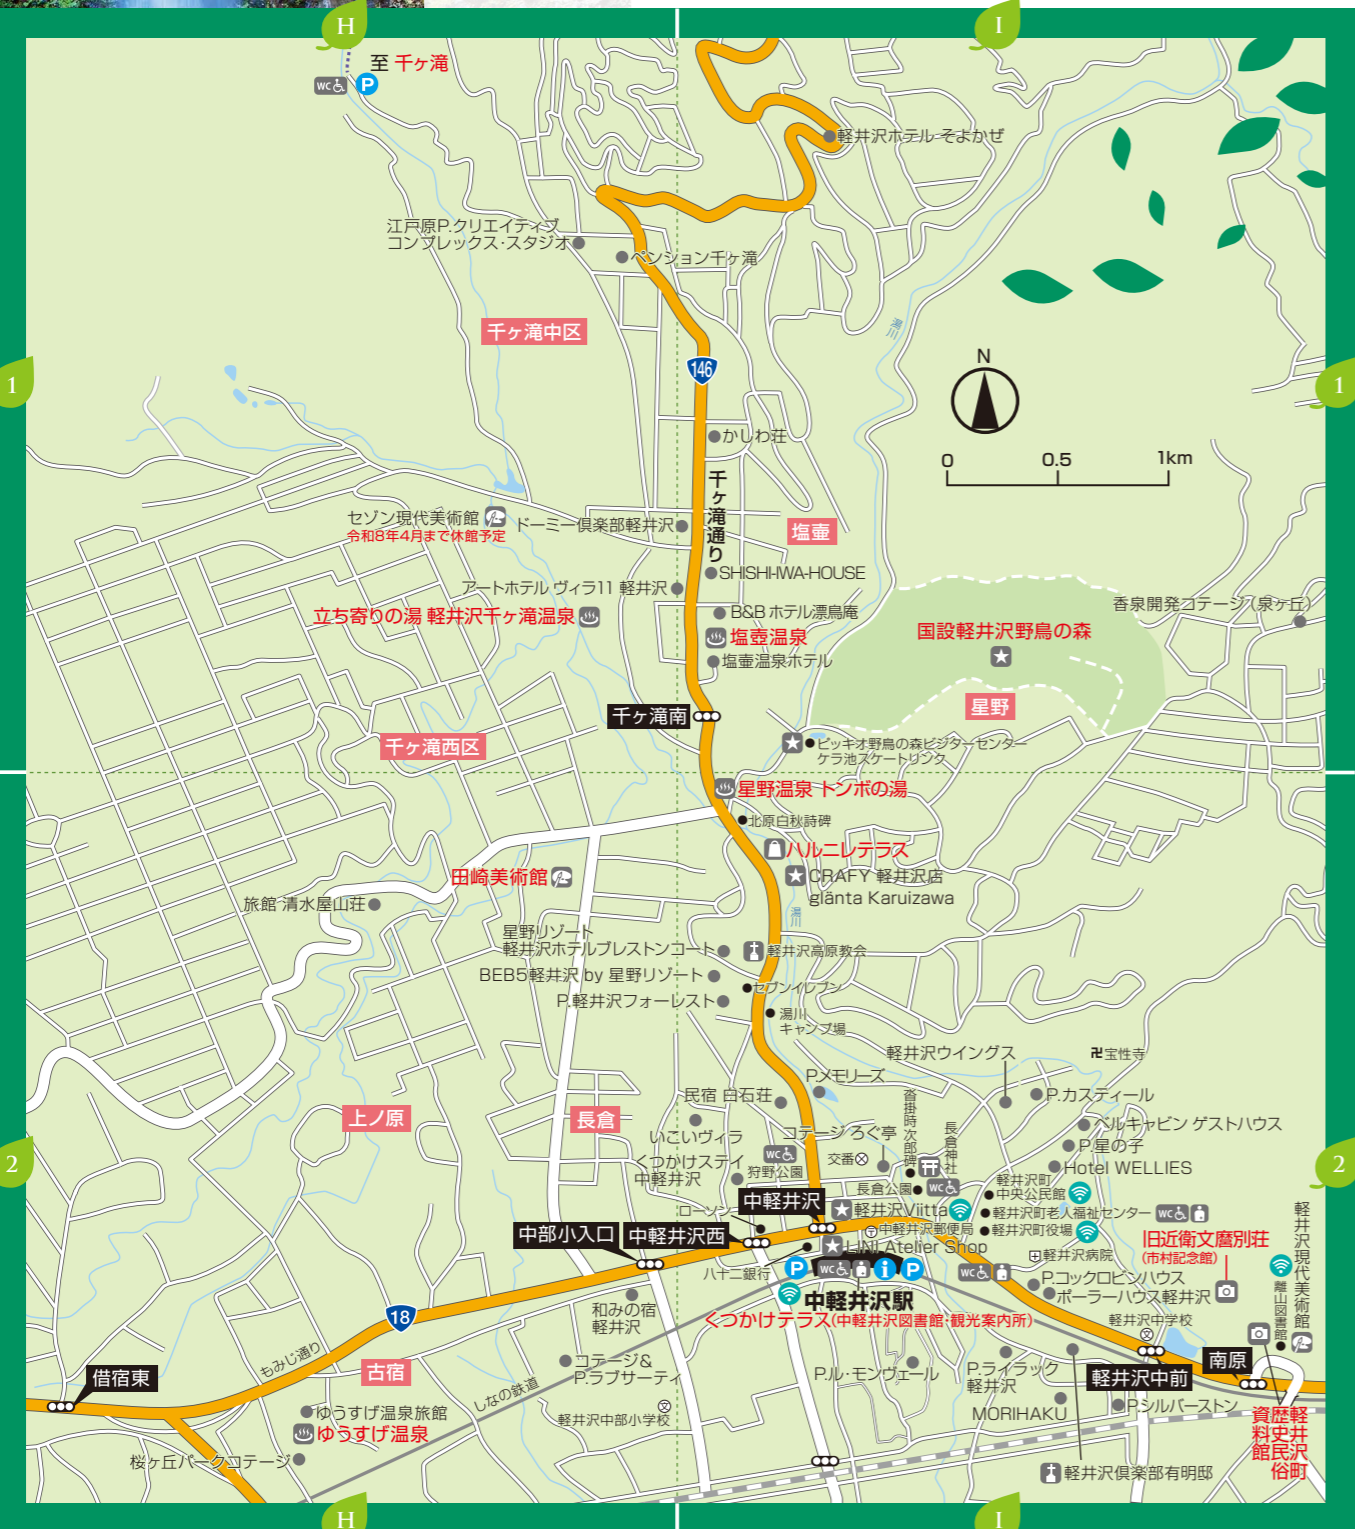 H
I
至 千ヶ滝
WC
P
軽井沢ホテル そよかぜ
江戸原P.クリエイティブ
コンプレックス・スタジオ
ペンション千ヶ滝
千ヶ滝中区
湯川
146
N
0 0.5 1km
1
1
かしわ荘
千ヶ滝通り
セゾン現代美術館
令和8年4月まで休館予定
ドーミー倶楽部軽井沢
塩壷
SHISHI-IWA-HOUSE
アートホテル ヴィラ11 軽井沢
立ち寄りの湯 軽井沢千ヶ滝温泉
B&B ホテル漂鳥庵
塩壺温泉
塩壷温泉ホテル
香泉開発コテージ(泉ヶ丘)
国設軽井沢野鳥の森
星野
千ヶ滝南
千ヶ滝西区
ピッキオ野鳥の森ビジターセンター
ケラ池スケートリンク
星野温泉 トンボの湯
北原白秋詩碑
ハルニレテラス
田崎美術館
CRAFY 軽井沢店
glänta Karuizawa
旅館 清水屋山荘
湯川
星野リゾート
軽井沢ホテルブレストンコート
軽井沢高原教会
BEB5軽井沢 by 星野リゾート
セブンイレブン
P.軽井沢フォーレスト
湯川
キャンプ場
軽井沢ウイングス
宝性寺
P.メモリーズ
P.カスティール
民宿 白石荘
沓掛時次郎碑
長倉神社
上ノ原
長倉
いこいヴィラ
コテージ ろぐ亭
ベルキャビン ゲストハウス
P.星の子
2
2
くつかけステイ
中軽井沢
WC
狩野公園
交番
Hotel WELLIES
長倉公園
WC
軽井沢町
中央公民館
中軽井沢
ローソン
軽井沢Viitta
軽井沢町老人福祉センター
WC
中部小入口
中軽井沢西
中軽井沢郵便局
軽井沢町役場
旧近衛文麿別荘
(市村記念館)
軽井沢現代美術館
LINI Atelier Shop
軽井沢病院
八十二銀行
P
WC
i
P
WC
P.コックロビンハウス
ポーラーハウス軽井沢
離山図書館
中軽井沢駅
くつかけテラス(中軽井沢図書館・観光案内所)
和みの宿
軽井沢
18
軽井沢中学校
もみじ通り
古宿
借宿東
コテージ&
P.ラブサーティ
P.ル・モンヴェール
P.ライラック
軽井沢
軽井沢中前
南原
しなの鉄道
MORIHAKU
P.シルバーストン
ゆうすげ温泉旅館
ゆうすげ温泉
軽井沢中部小学校
文
文
軽井沢町
歴史民俗
資料館
桜ヶ丘パークコテージ
軽井沢倶楽部有明邸
H
I